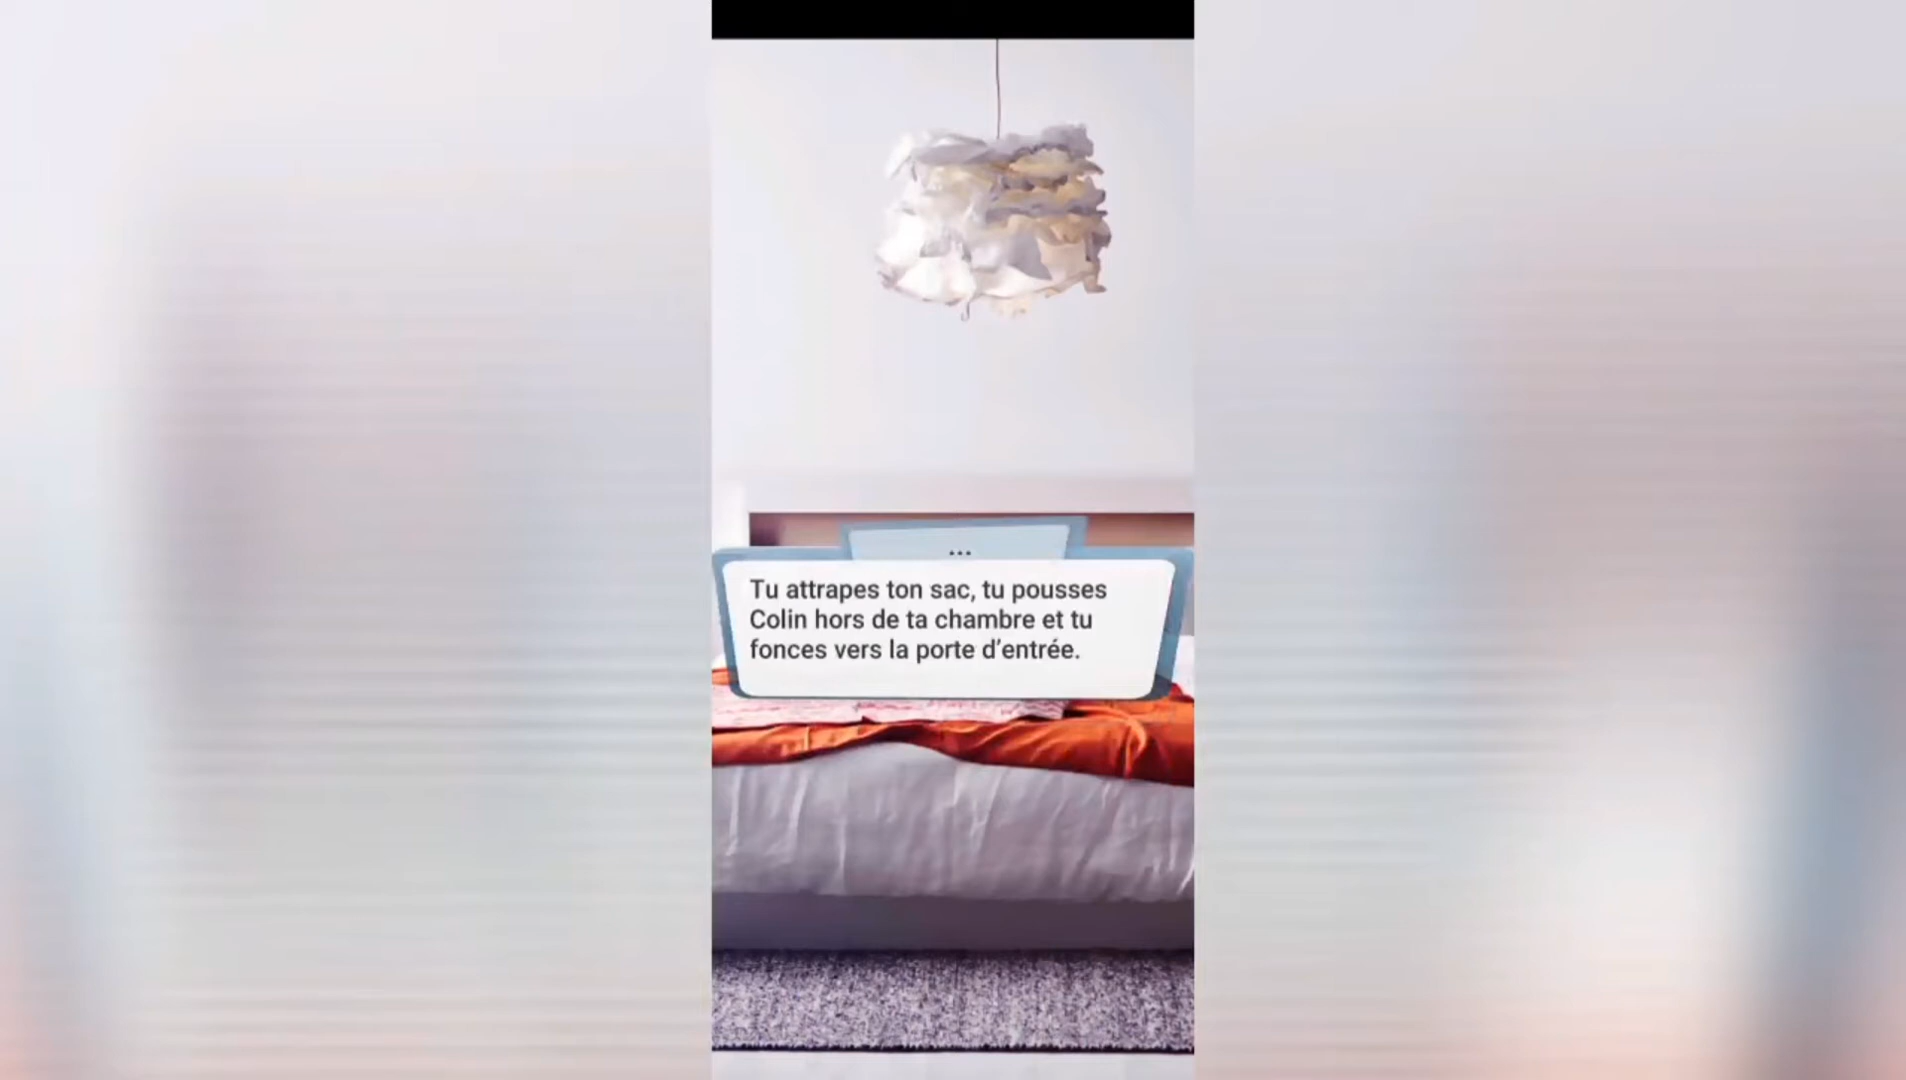 ...
Tu attrapes ton sac, tu pousses
Colin hors de ta chambre et tu
fonces vers la porte d’entrée.